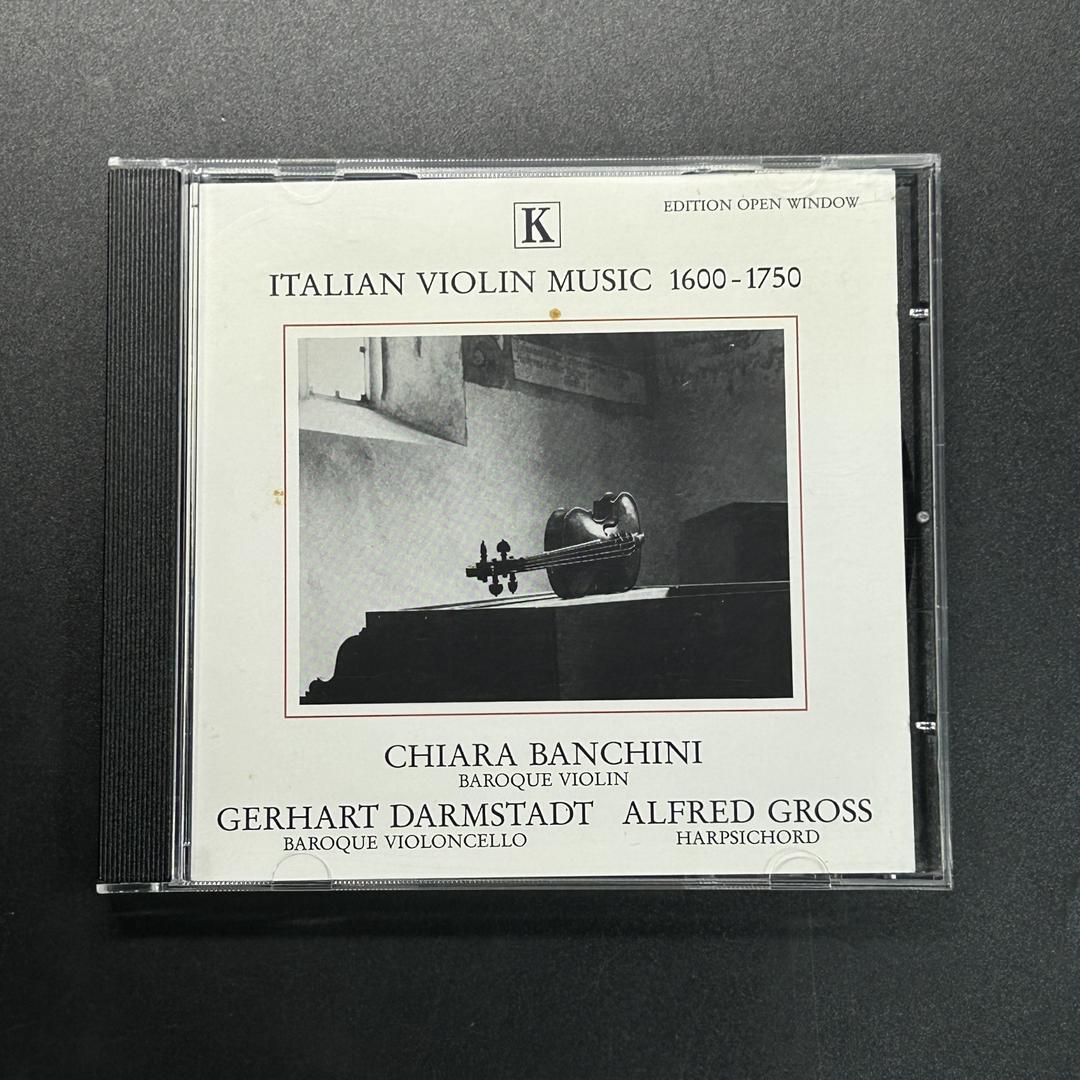 EDITION OPEN WINDOW
K
ITALIAN VIOLIN MUSIC 1600-1750
CHIARA BANCHINI
BAROQUE VIOLIN
GERHART DARMSTADT ALFRED GROSS
BAROQUE VIOLONCELLO HARPSICHORD